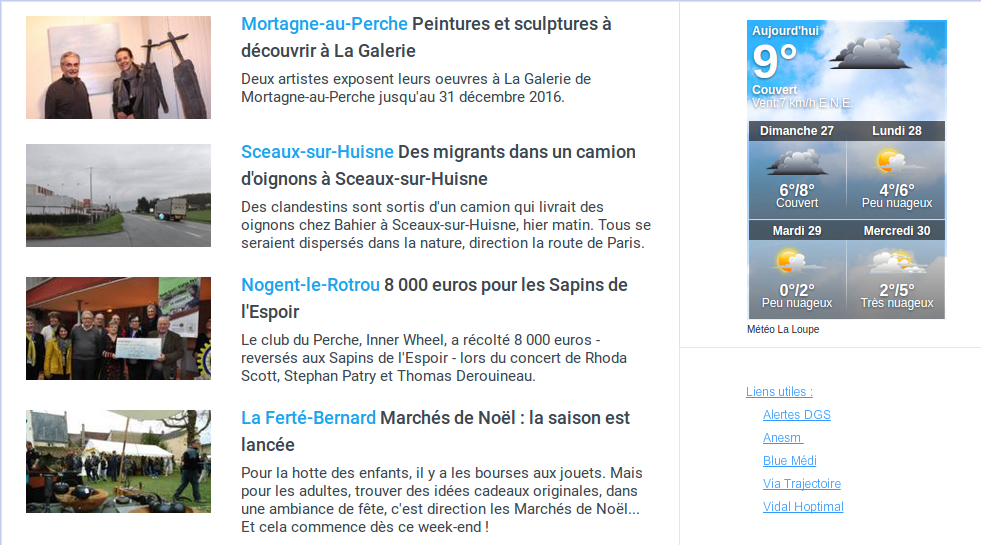 Mortagne-au-Perche Peintures et sculptures à
découvrir à La Galerie
Deux artistes exposent leurs oeuvres à La Galerie de
Mortagne-au-Perche jusqu'au 31 décembre 2016.
Sceaux-sur-Huisne Des migrants dans un camion
d'oignons à Sceaux-sur-Huisne
Des clandestins sont sortis d'un camion qui livrait des
oignons chez Bahier à Sceaux-sur-Huisne, hier matin. Tous se
seraient dispersés dans la nature, direction la route de Paris.
Nogent-le-Rotrou 8 000 euros pour les Sapins de
l'Espoir
Le club du Perche, Inner Wheel, a récolté 8 000 euros -
reversés aux Sapins de l'Espoir - lors du concert de Rhoda
Scott, Stephan Patry et Thomas Derouineau.
La Ferté-Bernard Marchés de Noël : la saison est
lancée
Pour la hotte des enfants, il y a les bourses aux jouets. Mais
pour les adultes, trouver des idées cadeaux originales, dans
une ambiance de fête, c'est direction les Marchés de Noël...
Et cela commence dès ce week-end !
Aujourd'hui
9°
Couvert
Vent 7 km/h E.N.E.
Dimanche 27
6°/8°
Couvert
Lundi 28
4°/6°
Peu nuageux
Mardi 29
0°/2°
Peu nuageux
Mercredi 30
2°/5°
Très nuageux
Météo La Loupe
Liens utiles :
Alertes DGS
Anesm
Blue Médi
Via Trajectoire
Vidal Hoptimal